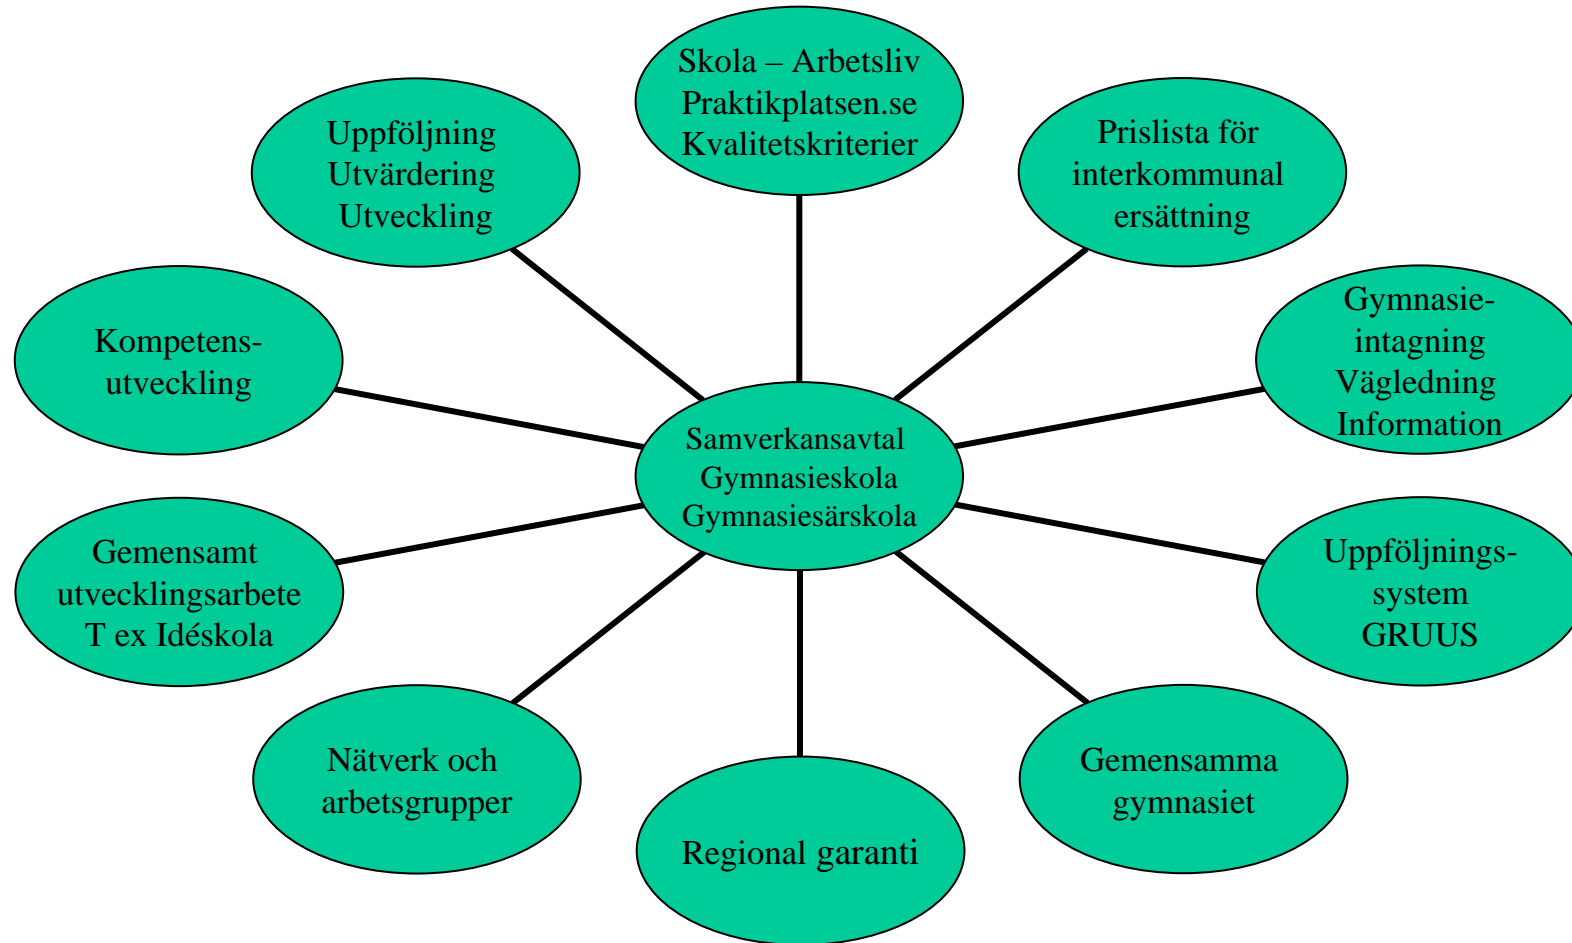 Skola – Arbetsliv
Praktikplatsen.se
Kvalitetskriterier
Uppföljning
Utvärdering
Utveckling
Prislista för
interkommunal
ersättning
Kompetens-
utveckling
Gymnasie-
intagning
Vägledning
Information
Samverkansavtal
Gymnasieskola
Gymnasiesärskola
Gemensamt
utvecklingsarbete
T ex Idéskola
Uppföljnings-
system
GRUUS
Nätverk och
arbetsgrupper
Gemensamma
gymnasiet
Regional garanti